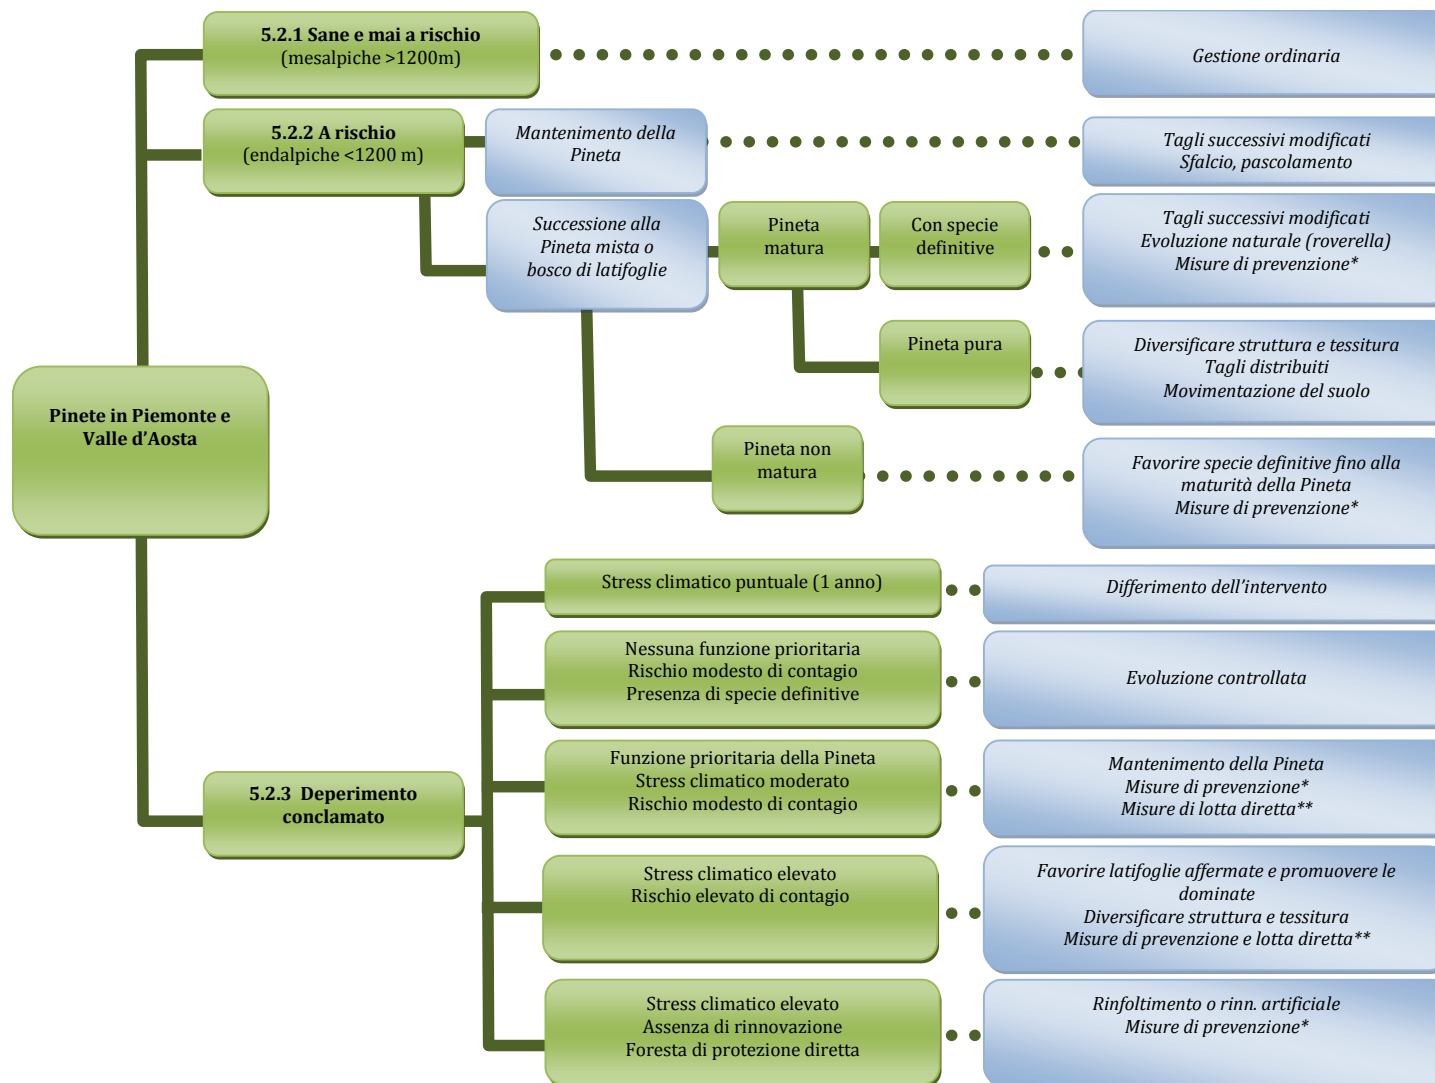 5.2.1 Sane e mai a rischio
(mesalpiche >1200m)
Gestione ordinaria
5.2.2 A rischio
(endalpiche <1200 m)
Mantenimento della
Pineta
Tagli successivi modificati
Sfalcio, pascolamento
Successione alla
Pineta mista o
bosco di latifoglie
Pineta
matura
Con specie
definitive
Tagli successivi modificati
Evoluzione naturale (roverella)
Misure di prevenzione*
Pineta pura
Diversificare struttura e tessitura
Tagli distribuiti
Movimentazione del suolo
Pinete in Piemonte e
Valle d'Aosta
Pineta non
matura
Favorire specie definitive fino alla
maturità della Pineta
Misure di prevenzione*
Stress climatico puntuale (1 anno)
Differimento dell'intervento
Nessuna funzione prioritaria
Rischio modesto di contagio
Presenza di specie definitive
Evoluzione controllata
5.2.3 Deperimento
conclamato
Funzione prioritaria della Pineta
Stress climatico moderato
Rischio modesto di contagio
Mantenimento della Pineta
Misure di prevenzione*
Misure di lotta diretta**
Stress climatico elevato
Rischio elevato di contagio
Favorire latifoglie affermate e promuovere le
dominate
Diversificare struttura e tessitura
Misure di prevenzione e lotta diretta**
Stress climatico elevato
Assenza di rinnovazione
Foresta di protezione diretta
Rinfoltimento o rinn. artificiale
Misure di prevenzione*